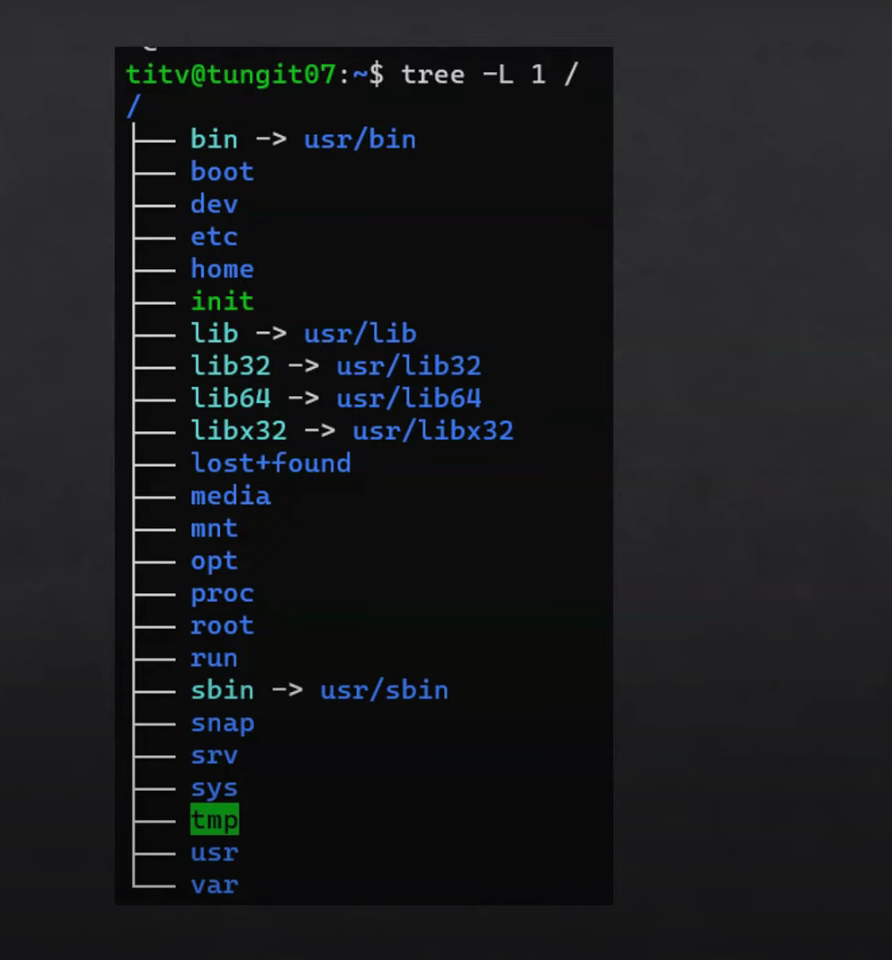 titv@tungit07:~$ tree -L 1 /
/
├── bin -> usr/bin
├── boot
├── dev
├── etc
├── home
├── init
├── lib -> usr/lib
├── lib32 -> usr/lib32
├── lib64 -> usr/lib64
├── libx32 -> usr/libx32
├── lost+found
├── media
├── mnt
├── opt
├── proc
├── root
├── run
├── sbin -> usr/sbin
├── snap
├── srv
├── sys
├── tmp
├── usr
└── var